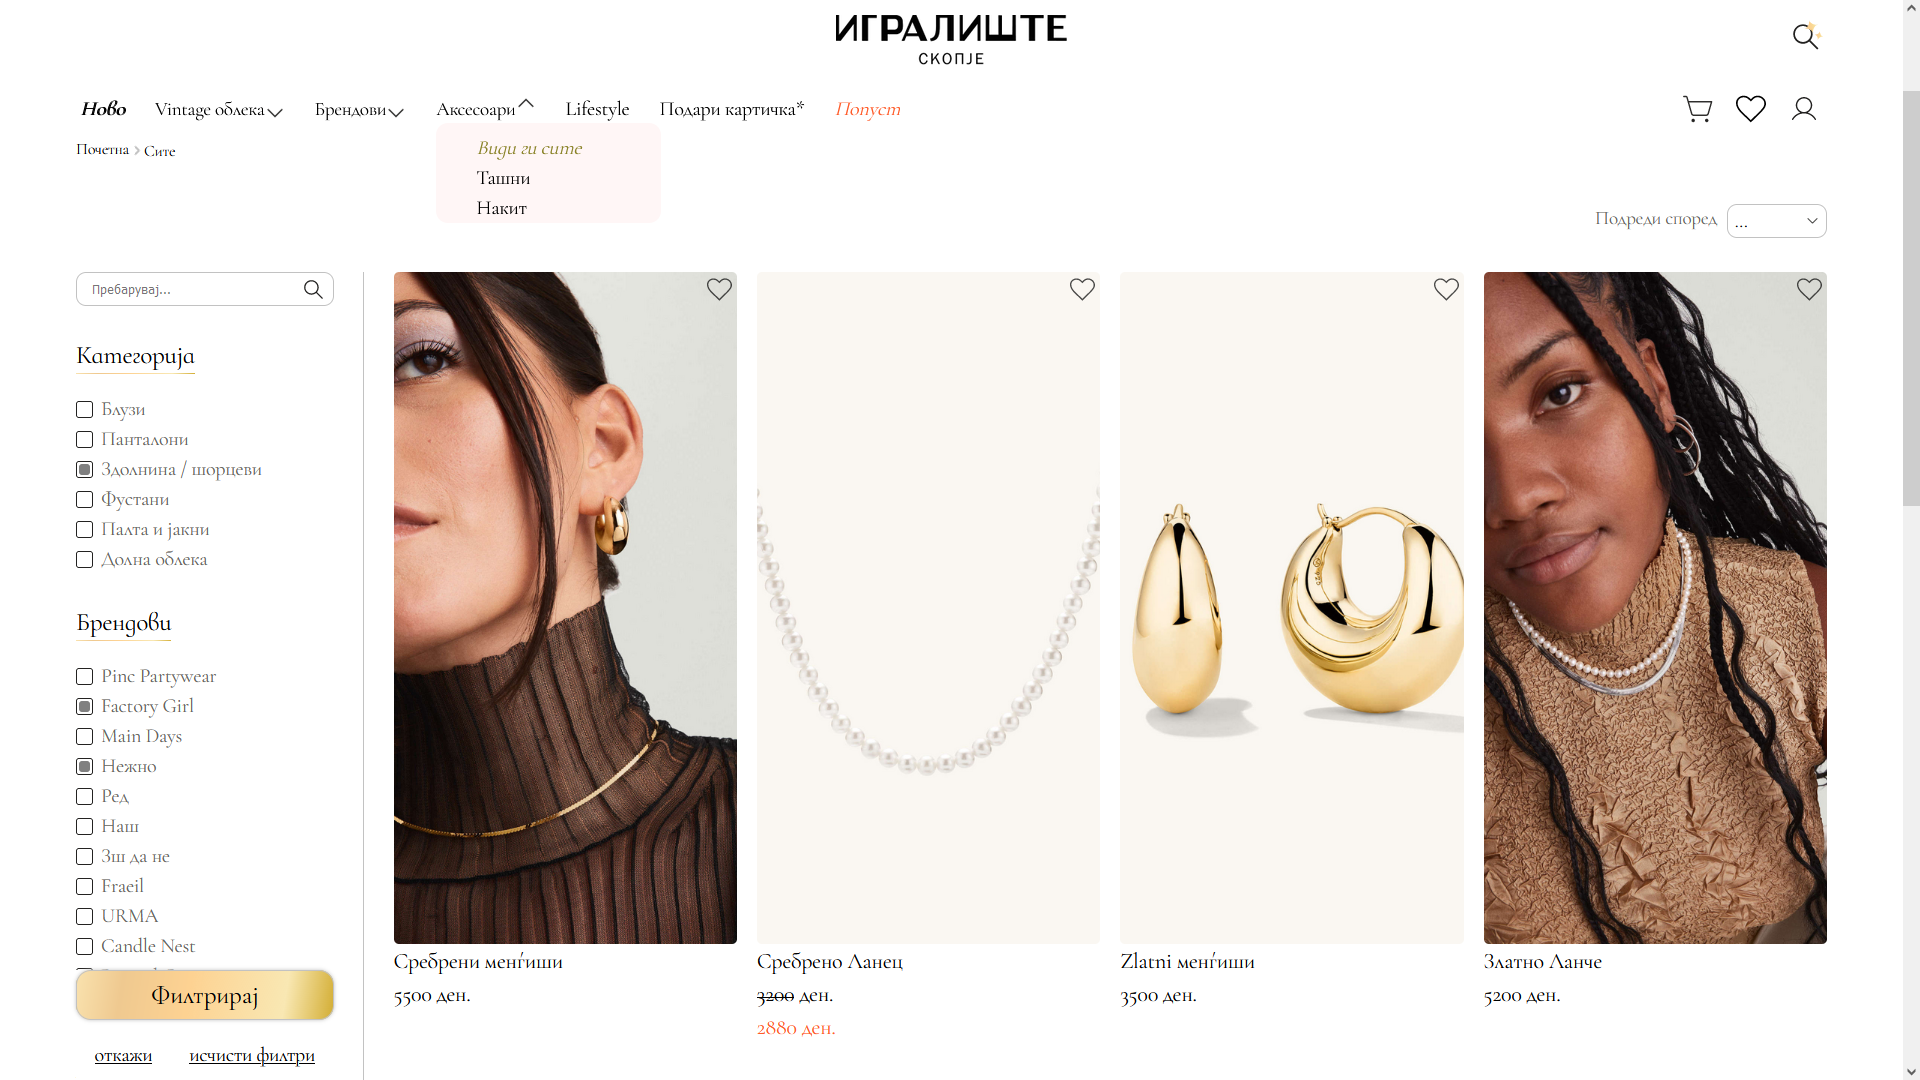 ИГРАЛИШТЕ
СКОПЈЕ
Ново Vintage облека Брендови Аксесоари Lifestyle Подари картичка* Попуст
Почетна > Сите
Види ги сите
Ташни
Накит
Подреди според ...
Пребарувај...
Категорија
Блузи
Панталони
Здолнина / шорцеви
Фустани
Палта и јакни
Долна облека
Брендови
Pinc Partywear
Factory Girl
Main Days
Нежно
Ред
Наш
Зш да не
Fraeil
URMA
Candle Nest
Филтрирај
откажи исчисти филтри
Сребрени менѓиши
5500 ден.
Сребрено Ланец
3200 ден.
2880 ден.
Zlatni менѓиши
3500 ден.
Златно Ланче
5200 ден.